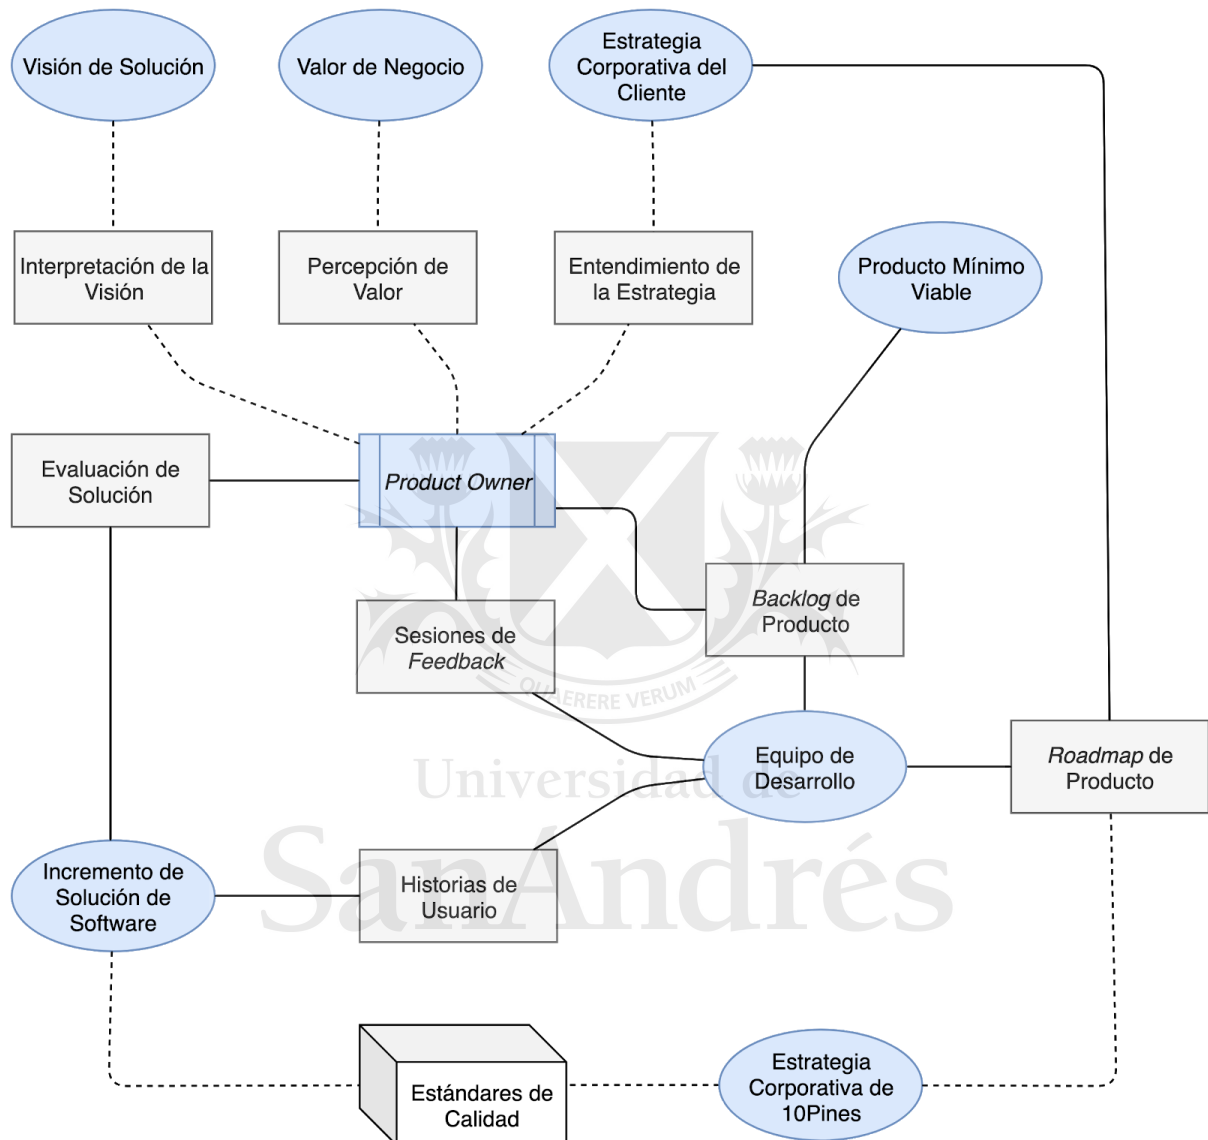 Visión de Solución
Valor de Negocio
Estrategia
Corporativa del
Cliente
Interpretación de la
Visión
Percepción de
Valor
Entendimiento de
la Estrategia
Producto Mínimo
Viable
Evaluación de
Solución
Product Owner
Backlog de
Producto
Sesiones de
Feedback
QUAERERE VERUM
Equipo de
Desarrollo
Roadmap de
Producto
Universidad de
SanAndrés
Incremento de
Solución de
Software
Historias de
Usuario
Estándares de
Calidad
Estrategia
Corporativa de
10Pines